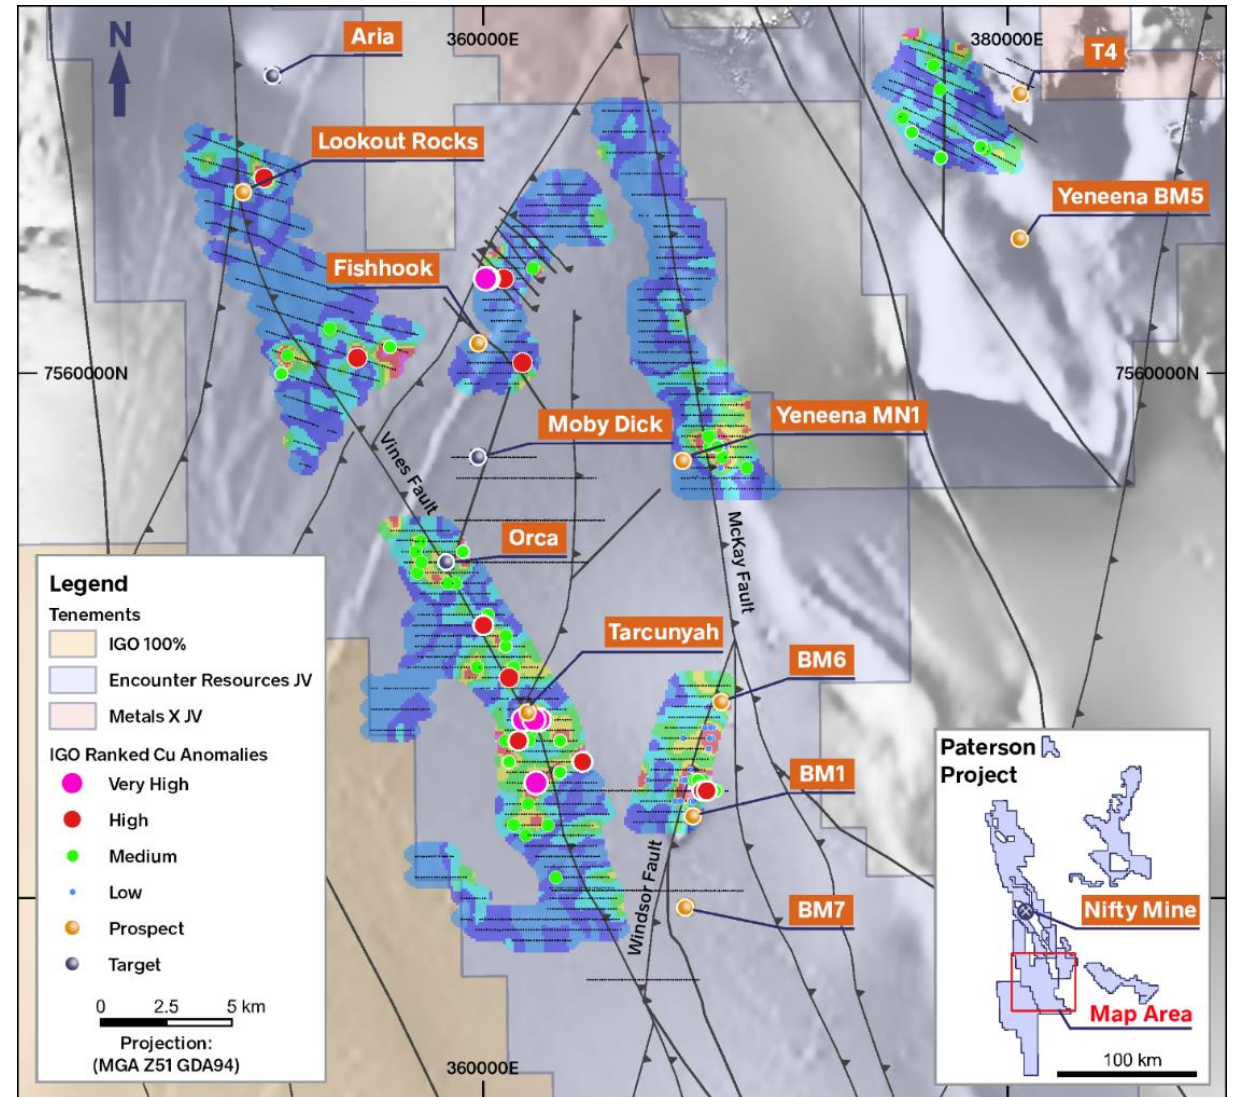 N
Aria
360000E
380000E
T4
Lookout Rocks
Yeneena BM5
Fishhook
7560000N
7560000N
Moby Dick
Yeneena MN1
Vines Fault
Orca
McKay Fault
Tarcunyah
BM6
BM1
Windsor Fault
BM7
360000E
Legend
Tenements
IGO 100%
Encounter Resources JV
Metals X JV
IGO Ranked Cu Anomalies
Very High
High
Medium
Low
Prospect
Target
0 2.5 5 km
Projection:
(MGA Z51 GDA94)
Paterson
Project
Nifty Mine
Map Area
100 km